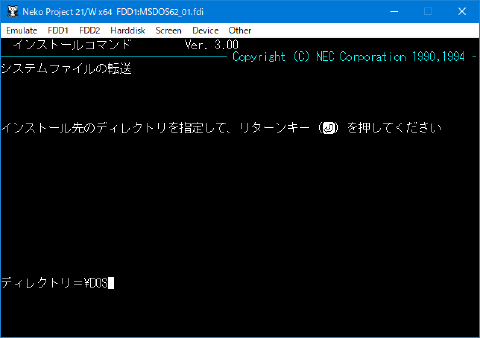 Neko Project 21/W x64 FDD1:MSDOS62_01.fdi
Emulate FDD1 FDD2 Harddisk Screen Device Other
インストールコマンド Ver. 3.00
Copyright (C) NEC Corporation 1990,1994
システムファイルの転送
インストール先のディレクトリを指定して、リターンキー(⏎)を押してください
ディレクトリ=¥DOS